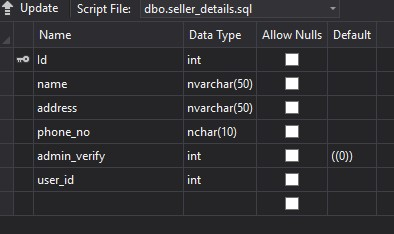 Update Script File: dbo.seller_details.sql
Name Data Type Allow Nulls Default
Id int
name nvarchar(50)
address nvarchar(50)
phone_no nchar(10)
admin_verify int ((0))
user_id int